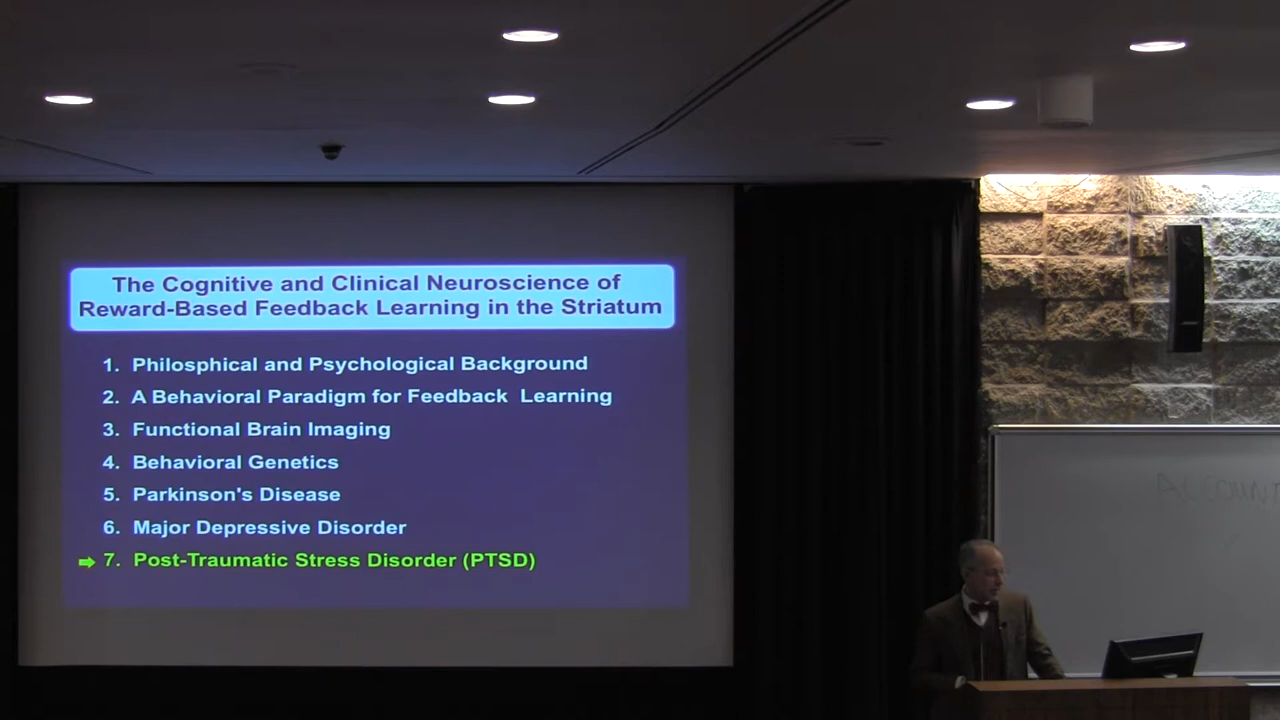 The Cognitive and Clinical Neuroscience of
Reward-Based Feedback Learning in the Striatum
1. Philosphical and Psychological Background
2. A Behavioral Paradigm for Feedback Learning
3. Functional Brain Imaging
4. Behavioral Genetics
5. Parkinson's Disease
6. Major Depressive Disorder
7. Post-Traumatic Stress Disorder (PTSD)